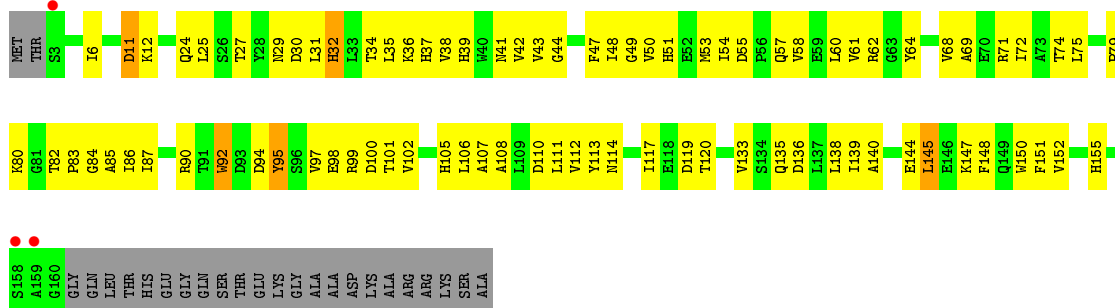 MET THR S3 I6 D11 K12 Q24 L25 S26 T27 Y28 N29 D30 L31 H32 L33 T34 L35 K36 H37 V38 H39 W40 N41 V42 V43 G44 F47 I48 G49 V50 H51 E52 M53 I54 D55 P56 Q57 V58 E59 L60 V61 R62 G63 Y64 V68 A69 E70 R71 I72 A73 T74 L75
K80 G81 T82 P83 G84 A85 I86 I87 R90 T91 W92 D93 D94 Y95 S96 V97 E98 R99 D100 T101 V102 H105 L106 A107 A108 L109 D110 L111 V112 Y113 N114 I117 E118 D119 T120 V133 S134 Q135 D136 L137 L138 I139 A140 E144 L145 E146 K147 F148 Q149 W150 F151 V152 H155
S158 A159 G160 GLY GLN LEU THR HIS GLU GLY GLN SER THR GLU LYS GLY ALA ALA ASP LYS ALA ARG ARG LYS SER ALA